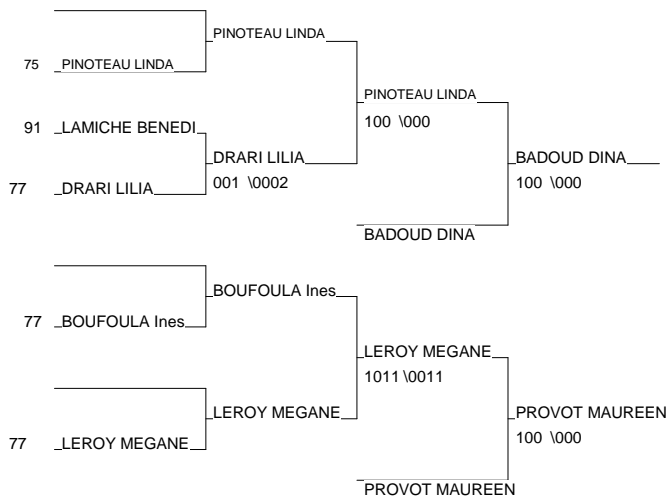 PINOTEAU LINDA
75 PINOTEAU LINDA
PINOTEAU LINDA
100 \000
91 LAMICHE BENEDI
DRARI LILIA
001 \0002
BADOUD DINA
100 \000
77 DRARI LILIA
BADOUD DINA
BOUFOULA Ines
77 BOUFOULA Ines
LEROY MEGANE
1011 \0011
LEROY MEGANE
PROVOT MAUREEN
100 \000
77 LEROY MEGANE
PROVOT MAUREEN